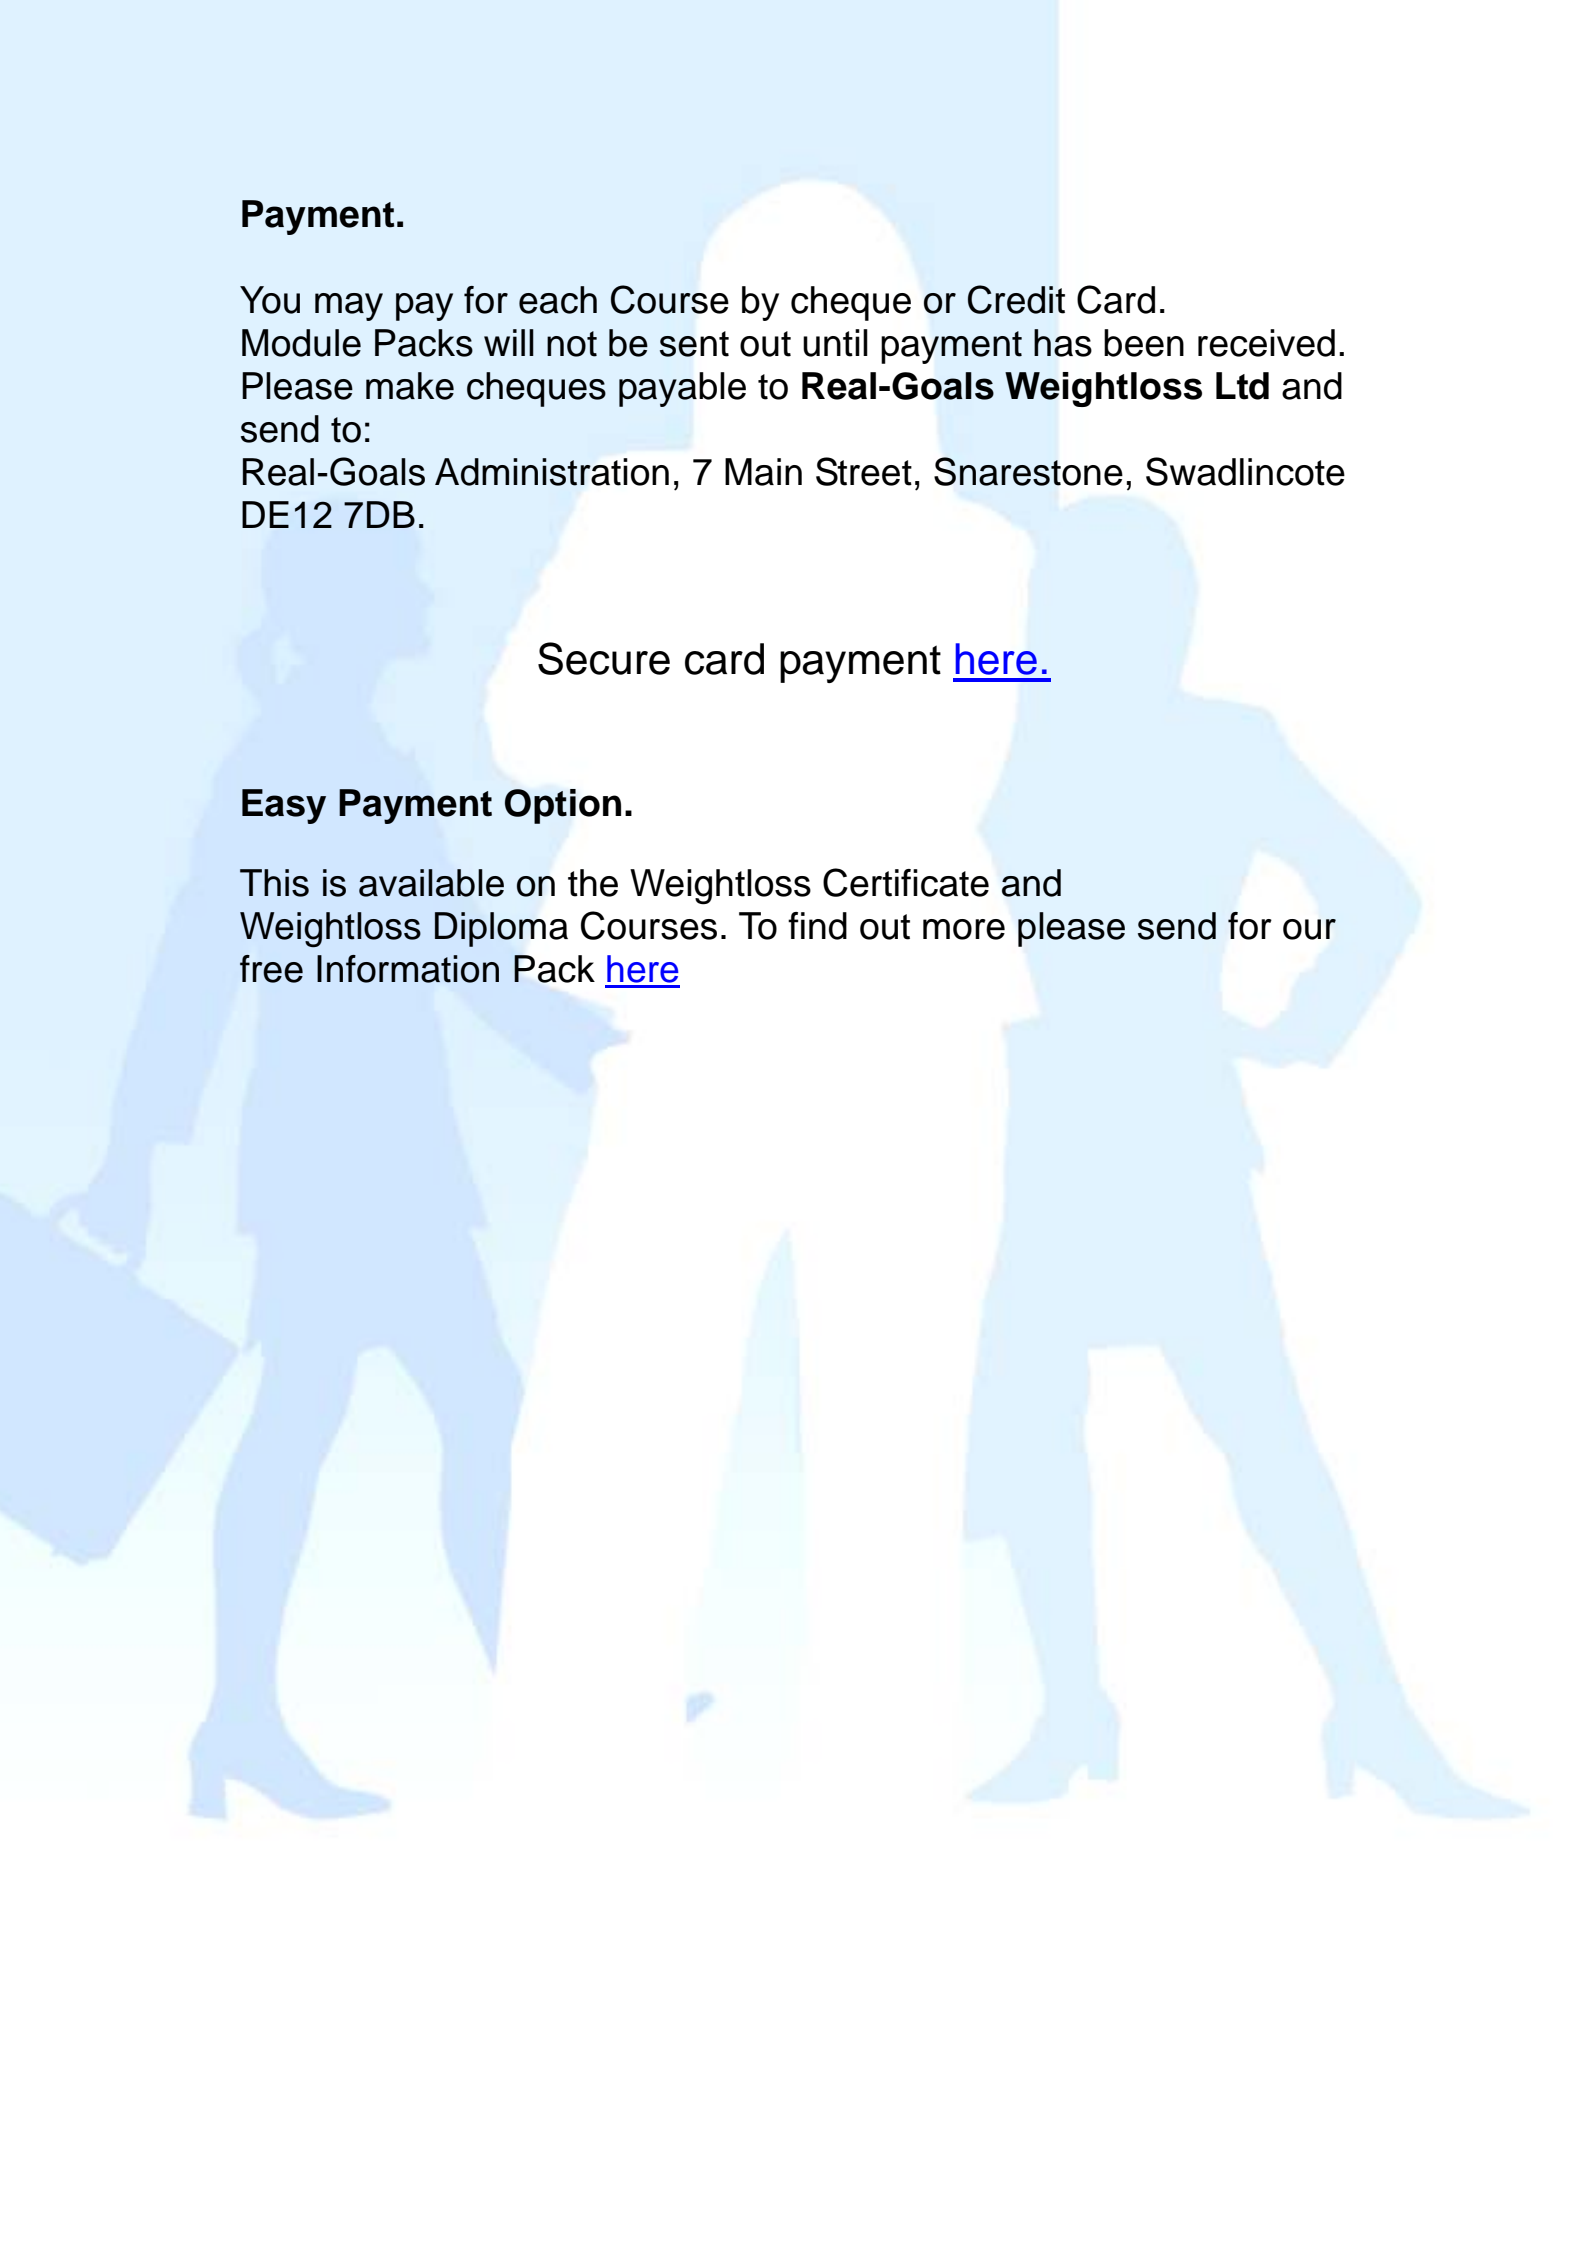 Payment.
You may pay for each Course by cheque or Credit Card.
Module Packs will not be sent out until payment has been received.
Please make cheques payable to Real-Goals Weightloss Ltd and
send to:
Real-Goals Administration, 7 Main Street, Snarestone, Swadlincote
DE12 7DB.
Secure card payment here.
Easy Payment Option.
This is available on the Weightloss Certificate and
Weightloss Diploma Courses. To find out more please send for our
free Information Pack here